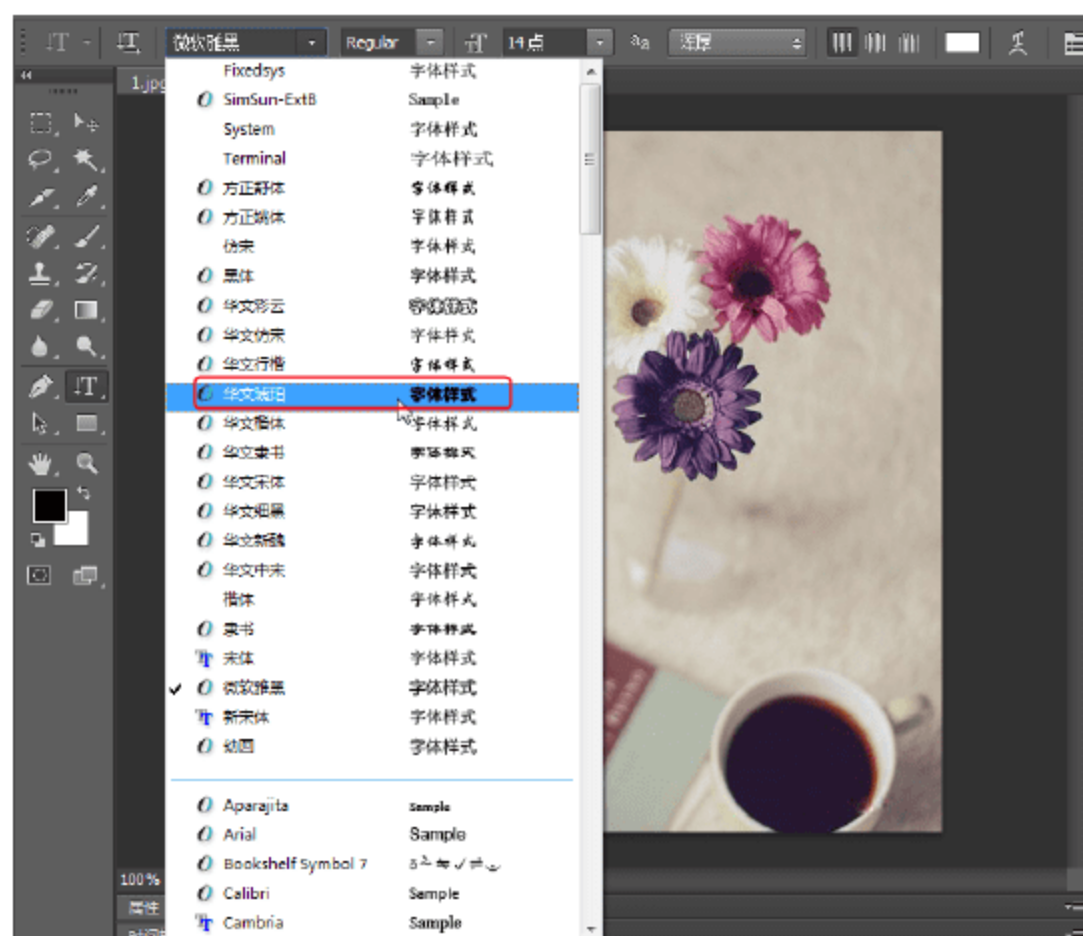 微软雅黑 Regular 14点 aa 浑厚
1.jpg
Fixedsys 字体样式
SimSun-ExtB Sample
System 字体样式
Terminal 字体样式
方正舒体 字体样式
方正姚体 字体样式
仿宋 字体样式
黑体 字体样式
华文彩云 字体样式
华文仿宋 字体样式
华文行楷 字体样式
华文琥珀 字体样式
华文楷体 字体样式
华文隶书 字体样式
华文宋体 字体样式
华文细黑 字体样式
华文新魏 字体样式
华文中宋 字体样式
楷体 字体样式
隶书 字体样式
宋体 字体样式
微软雅黑 字体样式
新宋体 字体样式
幼圆 字体样式
Aparajita Sample
Arial Sample
Bookshelf Symbol 7
Calibri Sample
Cambria Sample
100%
属性